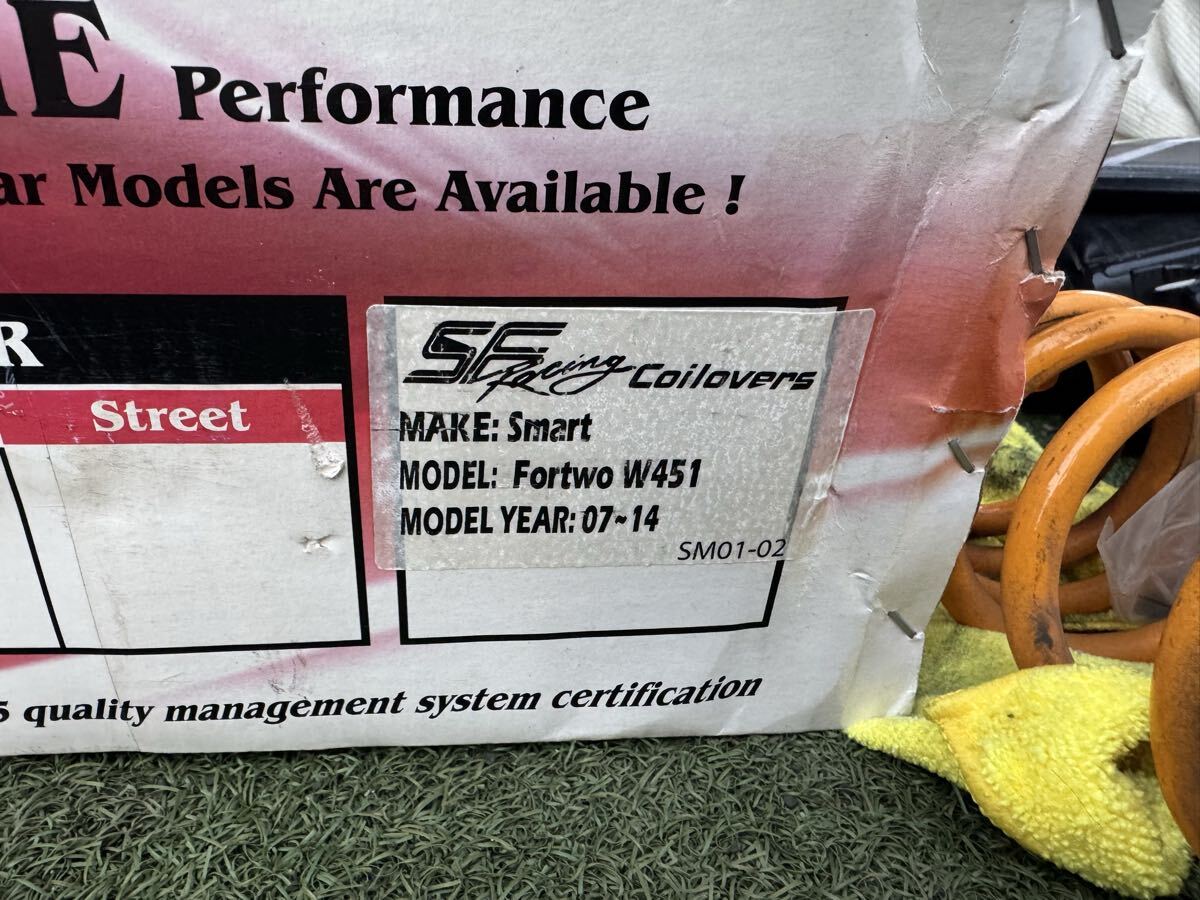 E Performance
ar Models Are Available !
R
Street
SF Racing Coilovers
MAKE: Smart
MODEL: Fortwo W451
MODEL YEAR: 07~14
SM01-02
5 quality management system certification